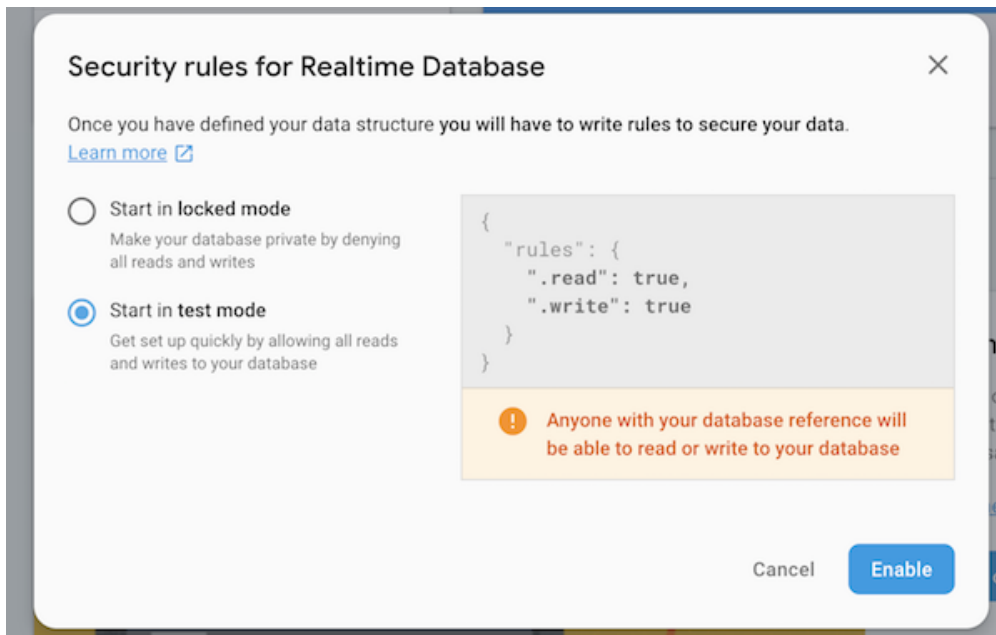 Security rules for Realtime Database
Once you have defined your data structure you will have to write rules to secure your data.
Learn more
Start in locked mode
Make your database private by denying
all reads and writes
Start in test mode
Get set up quickly by allowing all reads
and writes to your database
{
"rules": {
".read": true,
".write": true
}
}
Anyone with your database reference will
be able to read or write to your database
Cancel
Enable